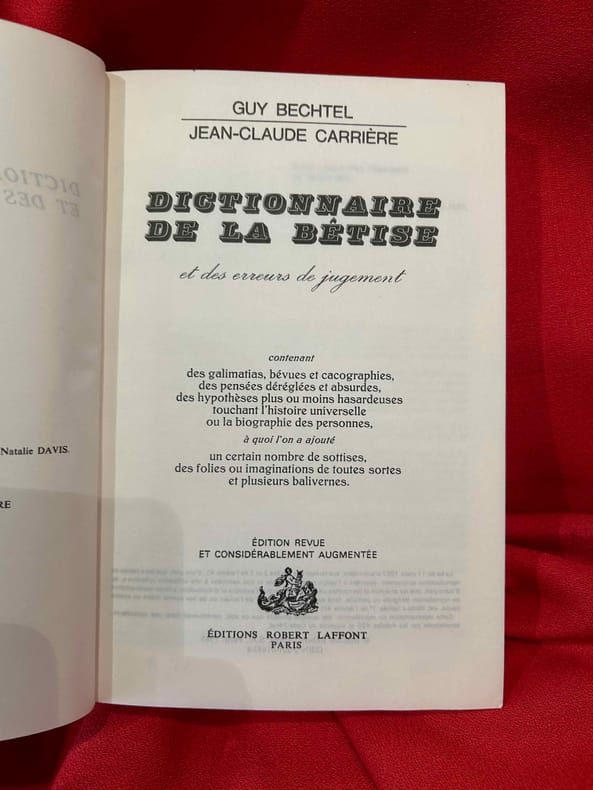 Natalie DAVIS.
RE
GUY BECHTEL
JEAN-CLAUDE CARRIÈRE
DICTIONNAIRE
DE LA BÊTISE
et des erreurs de jugement
contenant
des galimatias, bévues et cacographies,
des pensées déréglées et absurdes,
des hypothèses plus ou moins hasardeuses
touchant l'histoire universelle
ou la biographie des personnes,
à quoi l'on a ajouté
un certain nombre de sottises,
des folies ou imaginations de toutes sortes
et plusieurs balivernes.
ÉDITION REVUE
ET CONSIDÉRABLEMENT AUGMENTÉE
ÉDITIONS ROBERT LAFFONT
PARIS